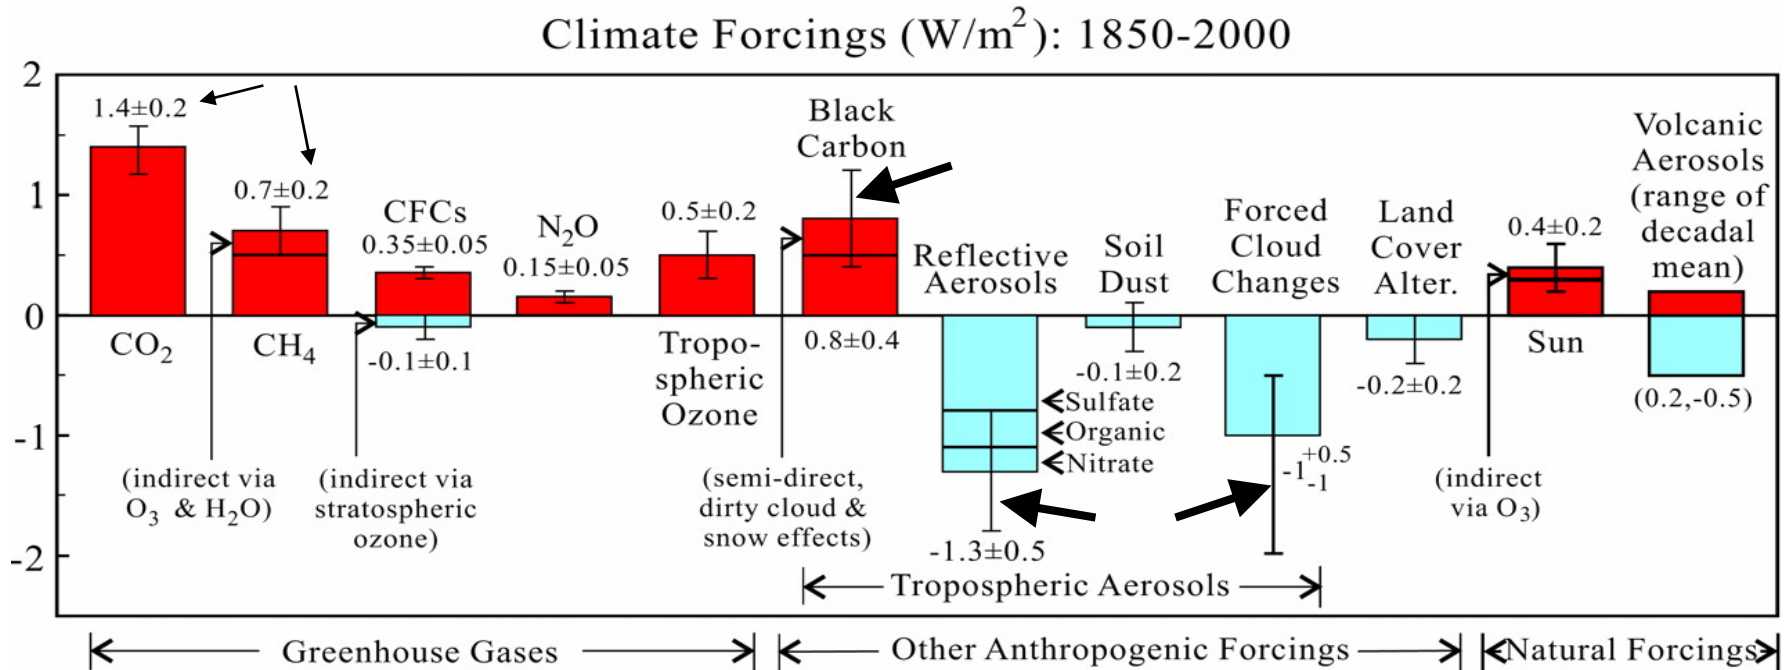 Climate Forcings (W/m²): 1850-2000
2
1
0
-1
-2
1.4±0.2
CO₂
0.7±0.2
CH₄
(indirect via
O₃ & H₂O)
CFCs
0.35±0.05
-0.1±0.1
(indirect via
stratospheric
ozone)
N₂O
0.15±0.05
0.5±0.2
Tropo-
spheric
Ozone
Black
Carbon
0.8±0.4
(semi-direct,
dirty cloud &
snow effects)
Reflective
Aerosols
Sulfate
Organic
Nitrate
-1.3±0.5
Soil
Dust
-0.1±0.2
Forced
Cloud
Changes
-1 +0.5 -1
Land
Cover
Alter.
-0.2±0.2
0.4±0.2
Sun
(indirect
via O₃)
Volcanic
Aerosols
(range of
decadal
mean)
(0.2,-0.5)
Tropospheric Aerosols
Greenhouse Gases
Other Anthropogenic Forcings
Natural Forcings